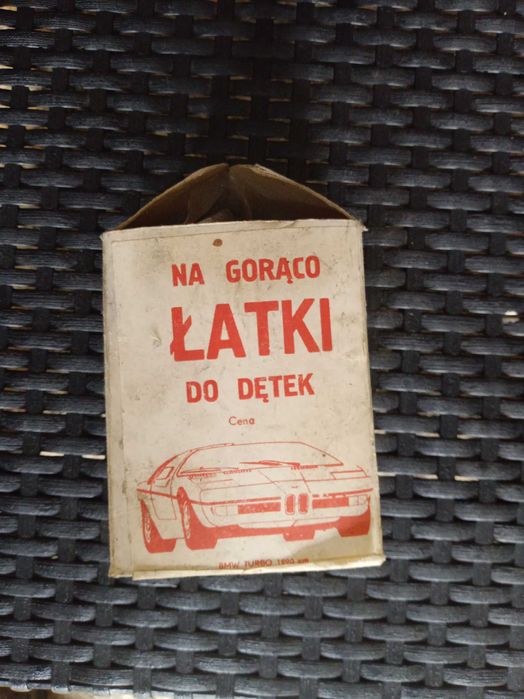 NA GORĄCO
ŁATKI
DO DĘTEK
Cena
BMW TURBO